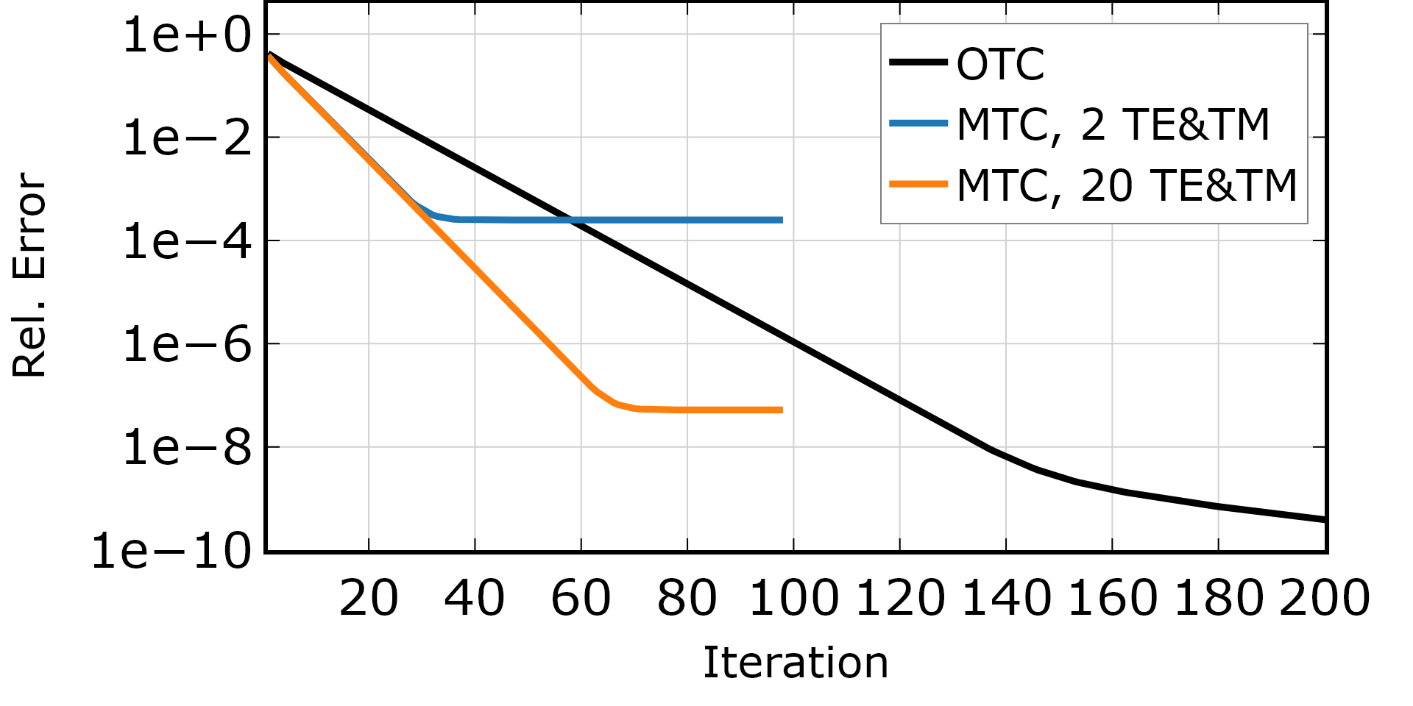 1e+0
1e−2
1e−4
1e−6
1e−8
1e−10
Rel. Error
OTC
MTC, 2 TE&TM
MTC, 20 TE&TM
20 40 60 80 100 120 140 160 180 200
Iteration